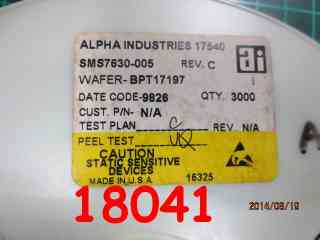 ALPHA INDUSTRIES 17540
SMS7630-005 REV. C
WAFER- BPT17197
DATE CODE-9826 QTY. 3000
CUST. P/N- N/A
TEST PLAN C REV N/A
PEEL TEST
CAUTION
STATIC SENSITIVE
DEVICES
MADE IN U.S.A. 16325
18041
2014/08/19